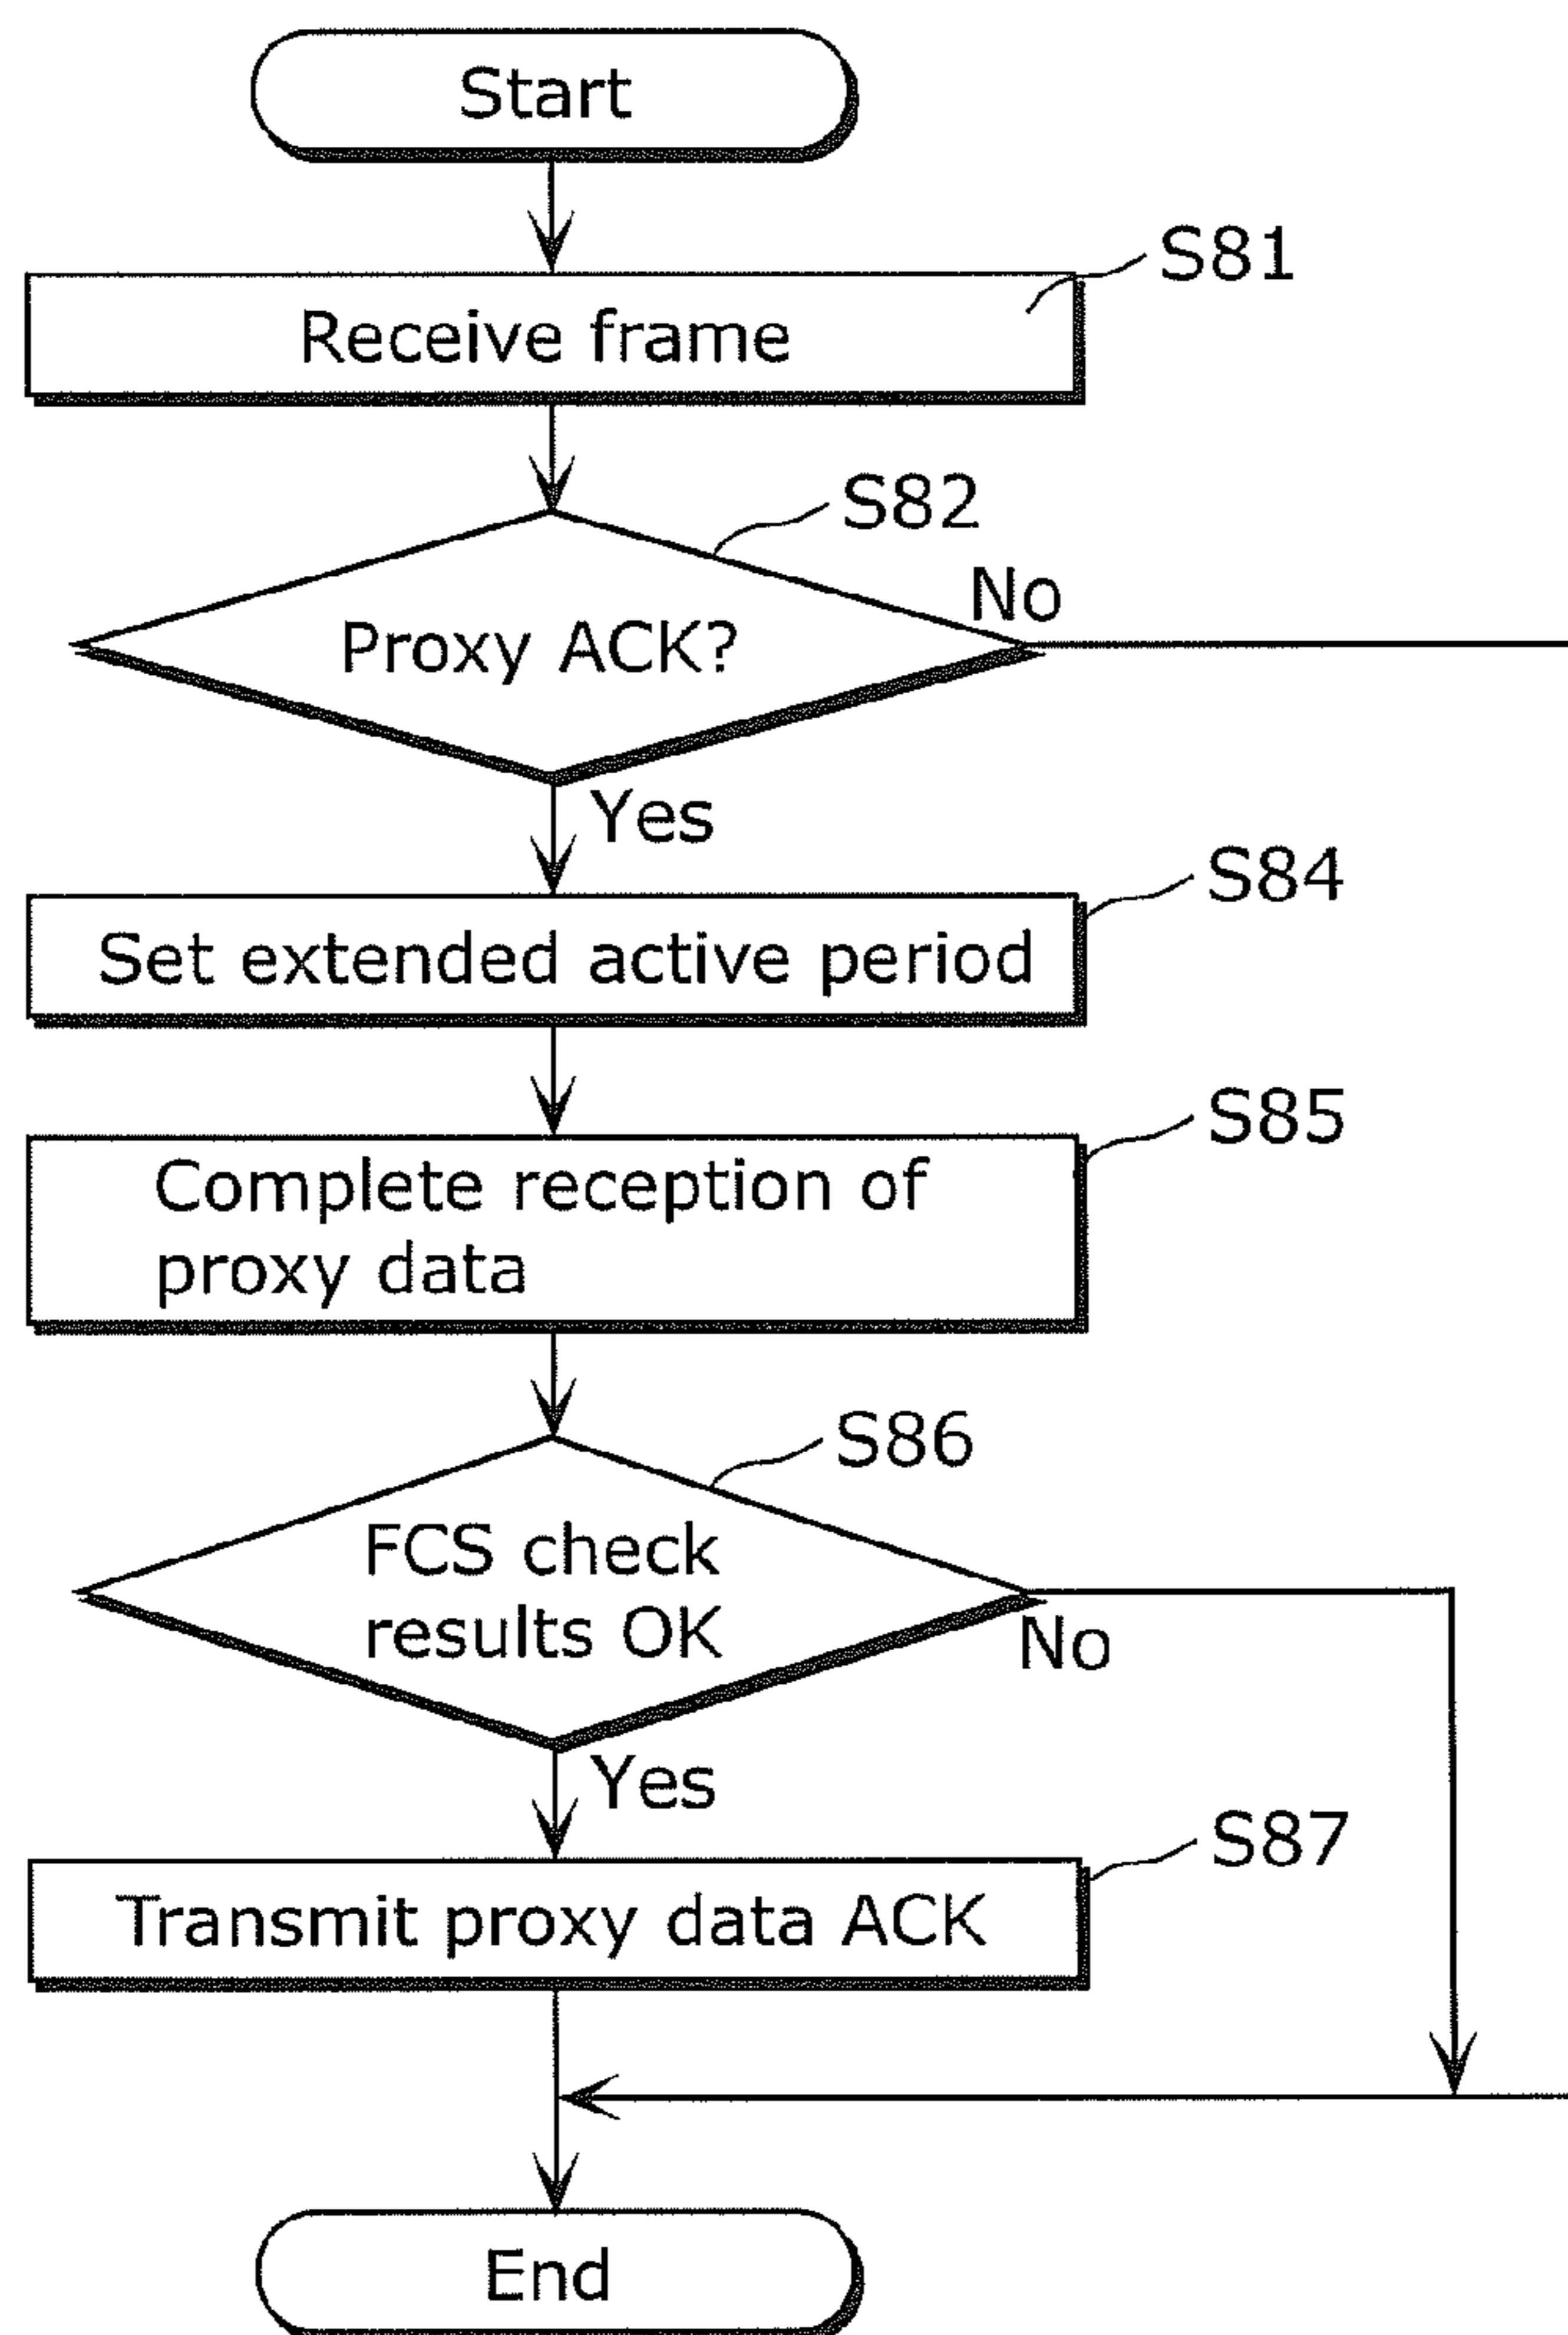 Start
S81
Receive frame
S82
No
Proxy ACK?
Yes
S84
Set extended active period
S85
Complete reception of
proxy data
S86
FCS check
results OK
No
Yes
S87
Transmit proxy data ACK
End